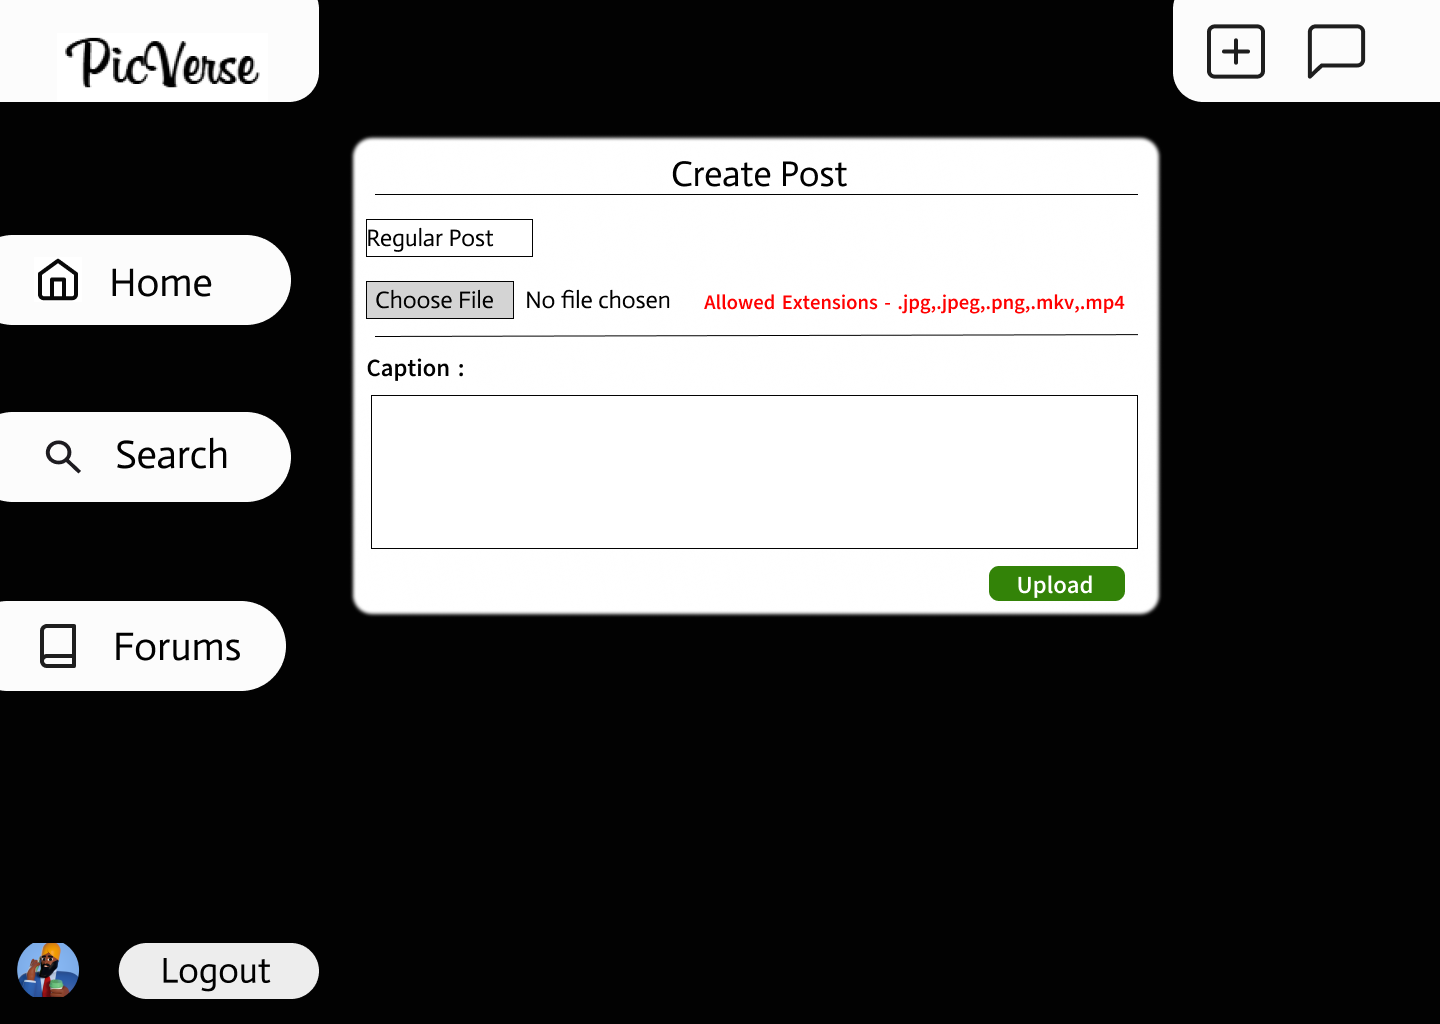 PicVerse
Create Post
Regular Post
Choose File No file chosen Allowed Extensions - .jpg,.jpeg,.png,.mkv,.mp4
Caption :
Upload
Home
Search
Forums
Logout